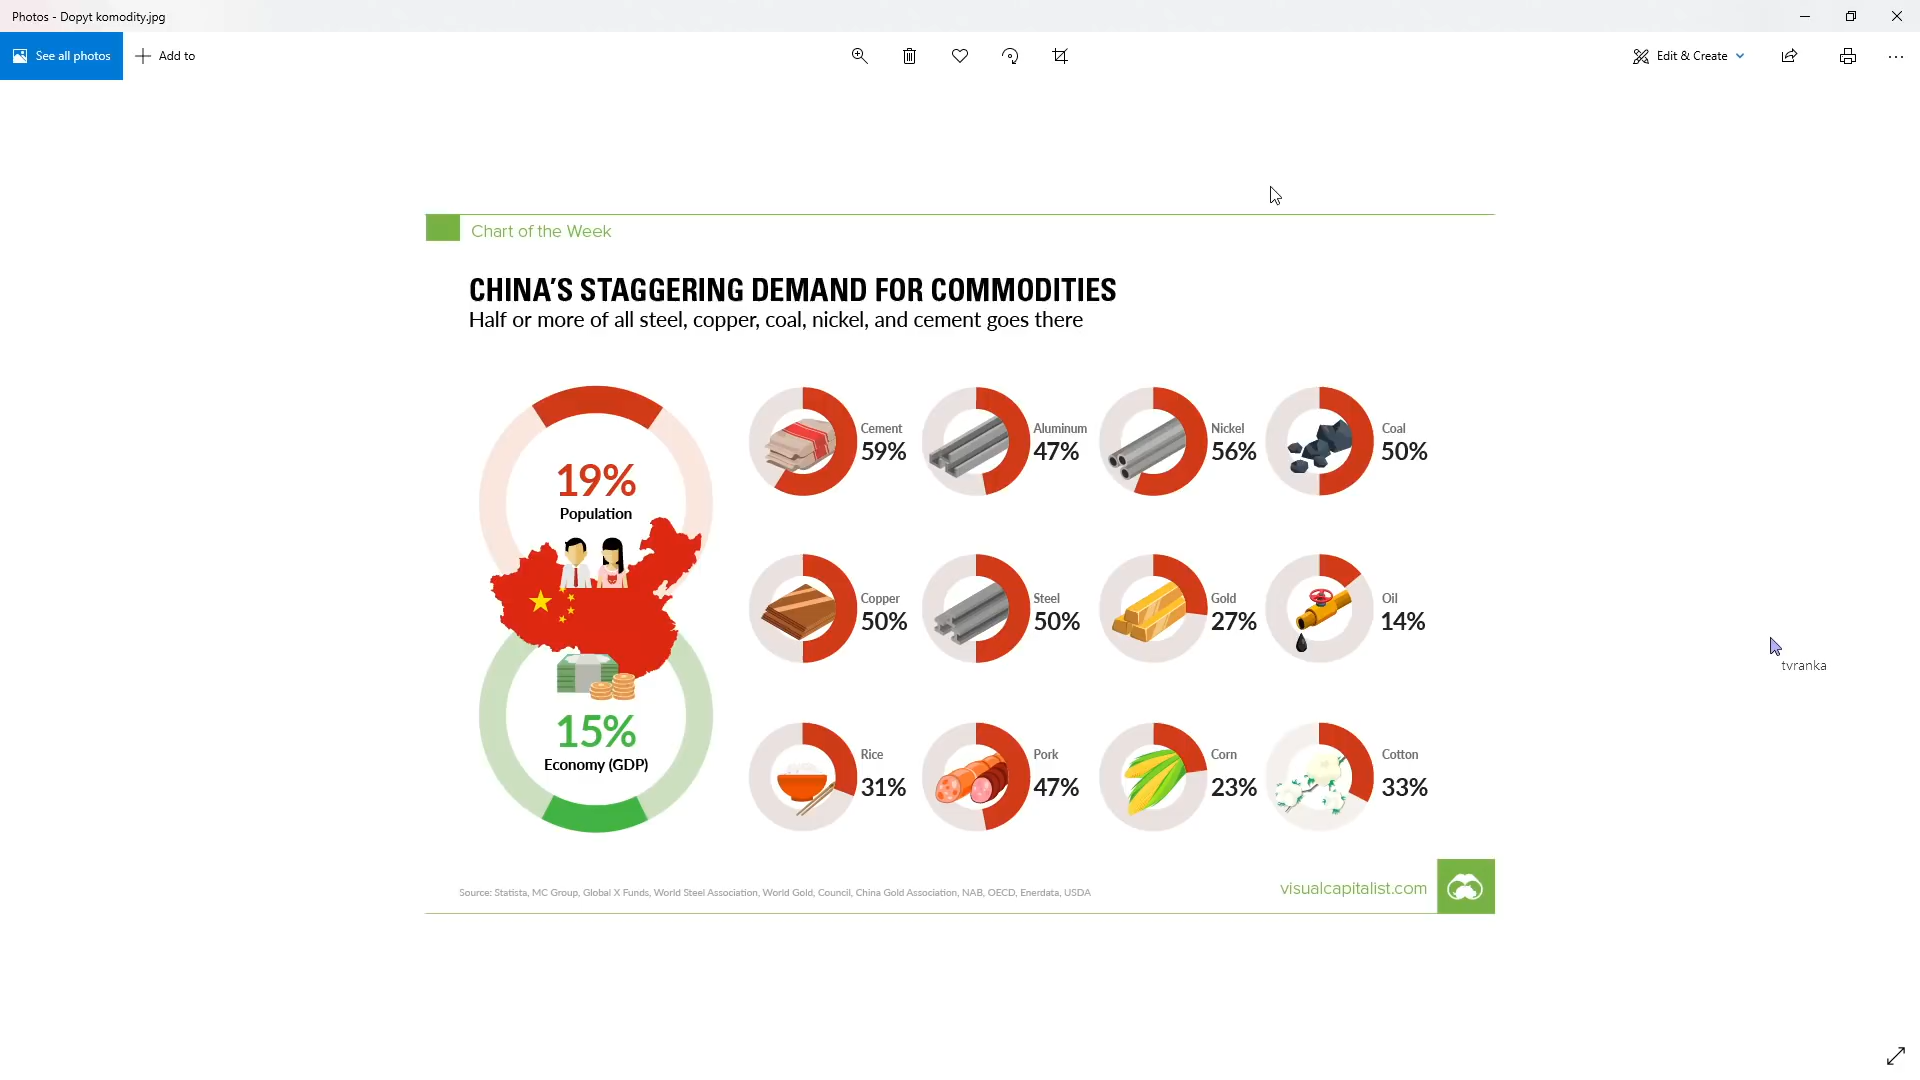 Photos - Dopyt komodity.jpg
See all photos
Add to
Edit & Create
Chart of the Week
CHINA'S STAGGERING DEMAND FOR COMMODITIES
Half or more of all steel, copper, coal, nickel, and cement goes there
19%
Population
15%
Economy (GDP)
Cement
59%
Aluminum
47%
Nickel
56%
Coal
50%
Copper
50%
Steel
50%
Gold
27%
Oil
14%
Rice
31%
Pork
47%
Corn
23%
Cotton
33%
tvranka
Source: Statista, MC Group, Global X Funds, World Steel Association, World Gold, Council, China Gold Association, NAB, OECD, Enerdata, USDA
visualcapitalist.com